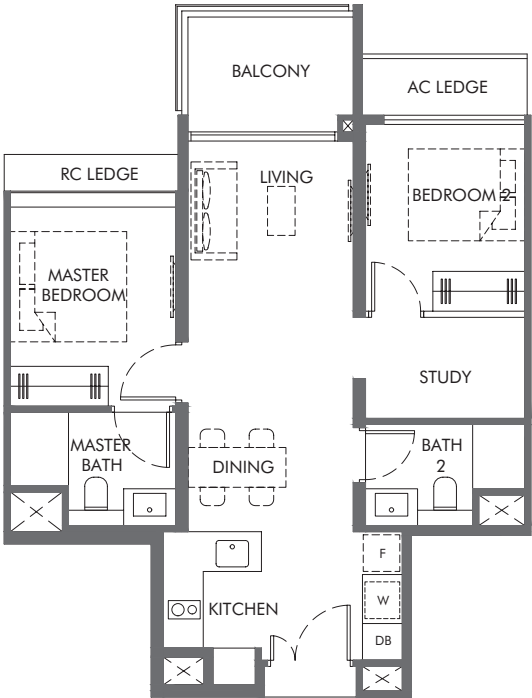 BALCONY
AC LEDGE
RC LEDGE
LIVING
BEDROOM 2
MASTER
BEDROOM
STUDY
MASTER
BATH
DINING
BATH
2
F
W
KITCHEN
DB